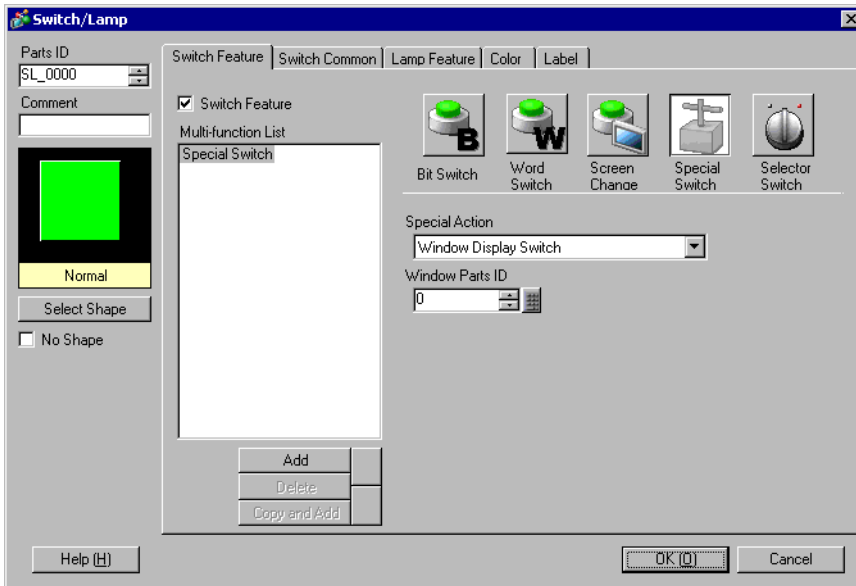 Switch/Lamp
Parts ID
SL_0000
Comment
Normal
Select Shape
No Shape
Switch Feature
Switch Common
Lamp Feature
Color
Label
Switch Feature
Multi-function List
Special Switch
Add
Delete
Copy and Add
B
Bit Switch
W
Word
Switch
Screen
Change
Special
Switch
Selector
Switch
Special Action
Window Display Switch
Window Parts ID
0
Help (H)
OK (O)
Cancel